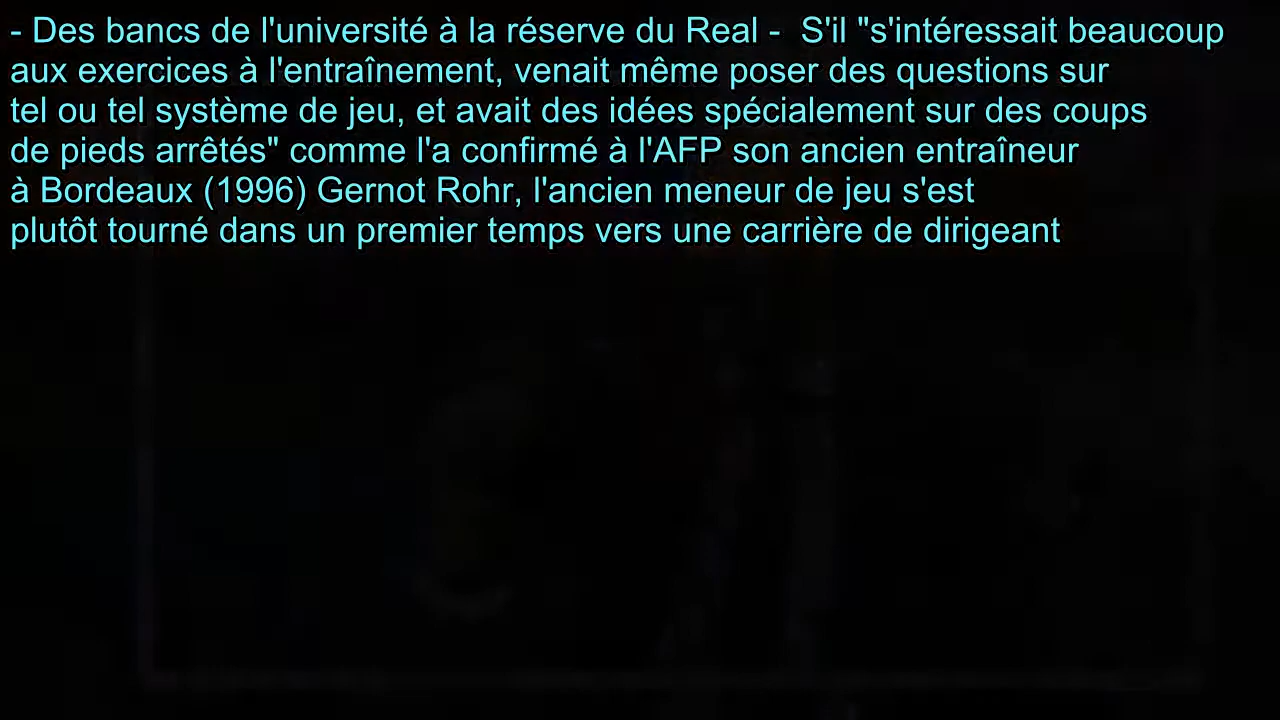 - Des bancs de l'université à la réserve du Real -  S'il "s'intéressait beaucoup
aux exercices à l'entraînement, venait même poser des questions sur
tel ou tel système de jeu, et avait des idées spécialement sur des coups
de pieds arrêtés" comme l'a confirmé à l'AFP son ancien entraîneur
à Bordeaux (1996) Gernot Rohr, l'ancien meneur de jeu s'est
plutôt tourné dans un premier temps vers une carrière de dirigeant